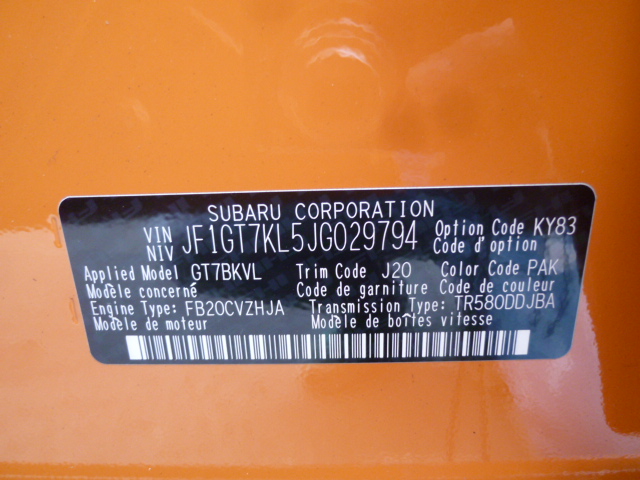 SUBARU CORPORATION
VIN NIV JF1GT7KL5JG029794 Option Code KY83 Code d'option
Applied Model GT7BKVL Trim Code J20 Color Code PAK
Modèle concerné Code de garniture Code de couleur
Engine Type: FB20CVZHJA Transmission Type: TR580DDJBA
Modèle de moteur Modèle de boîtes vitesse